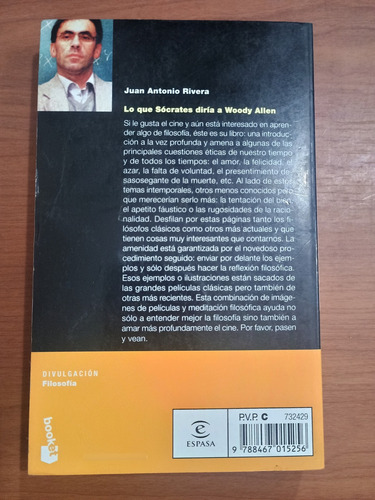 Juan Antonio Rivera
Lo que Sócrates diría a Woody Allen
Si le gusta el cine y aún está interesado en apren-
der algo de filosofía, éste es su libro: una introduc-
ción a la vez profunda y amena a algunas de las
principales cuestiones éticas de nuestro tiempo
y de todos los tiempos: el amor, la felicidad, el
azar, la falta de voluntad, el presentimiento de-
sasosegante de la muerte, etc. Al lado de estos
temas intemporales, otros menos conocidos pero
que merecerían serlo más: la tentación del bien,
el apetito fáustico o las rugosidades de la racio-
nalidad. Desfilan por estas páginas tanto los fi-
lósofos clásicos como otros más actuales y que
tienen cosas muy interesantes que contarnos. La
amenidad está garantizada por el novedoso pro-
cedimiento seguido: enviar por delante los ejem-
plos y sólo después hacer la reflexión filosófica.
Esos ejemplos o ilustraciones están sacados de
las grandes películas clásicas pero también de
otras más recientes. Esta combinación de imáge-
nes de películas y meditación filosófica ayuda no
sólo a entender mejor la filosofía sino también a
amar más profundamente el cine. Por favor, pasen
y vean.
DIVULGACIÓN
Filosofía
booket
e
ESPASA
P.V.P. C 732429
9 788467 015256